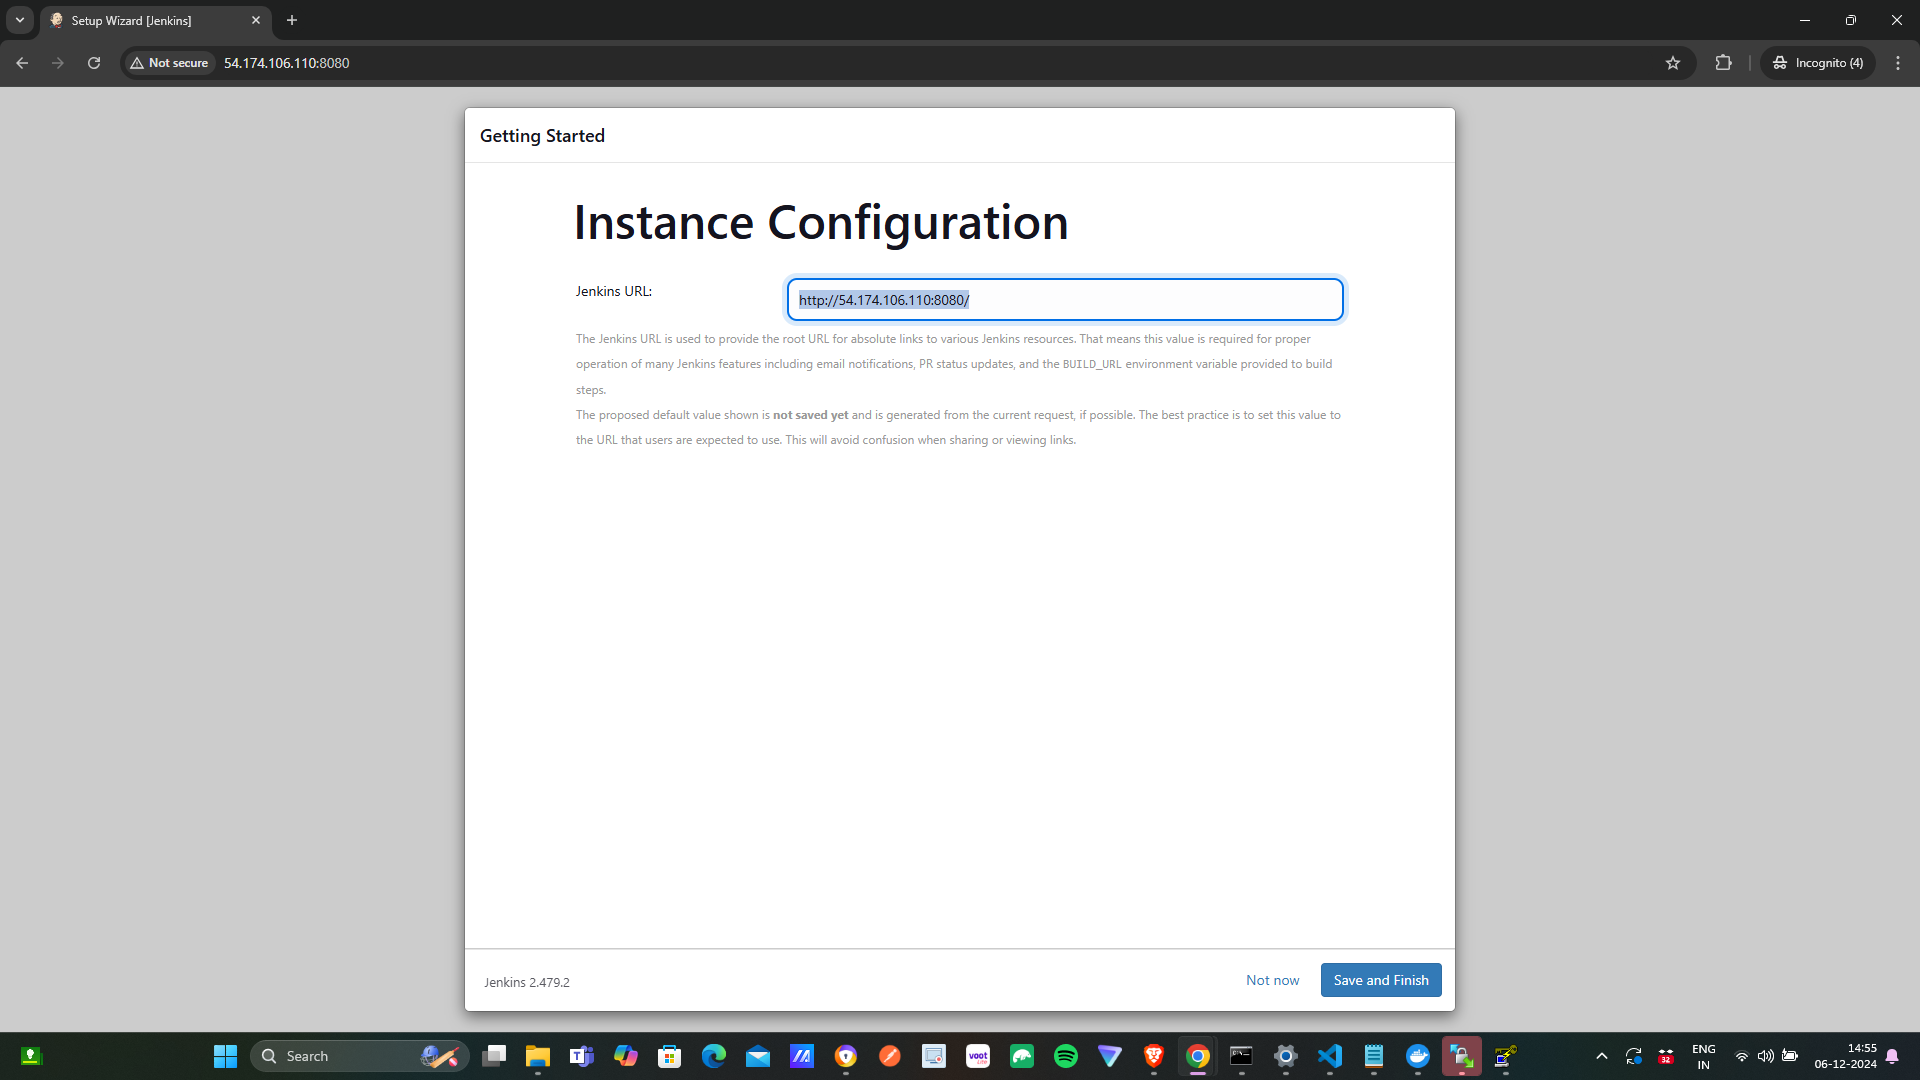 Setup Wizard [Jenkins]
Not secure
54.174.106.110:8080
Incognito (4)
Getting Started
Instance Configuration
Jenkins URL:
http://54.174.106.110:8080/
The Jenkins URL is used to provide the root URL for absolute links to various Jenkins resources. That means this value is required for proper
operation of many Jenkins features including email notifications, PR status updates, and the BUILD_URL environment variable provided to build
steps.
The proposed default value shown is not saved yet and is generated from the current request, if possible. The best practice is to set this value to
the URL that users are expected to use. This will avoid confusion when sharing or viewing links.
Jenkins 2.479.2
Not now
Save and Finish
Search
voot
32
ENG
IN
14:55
06-12-2024